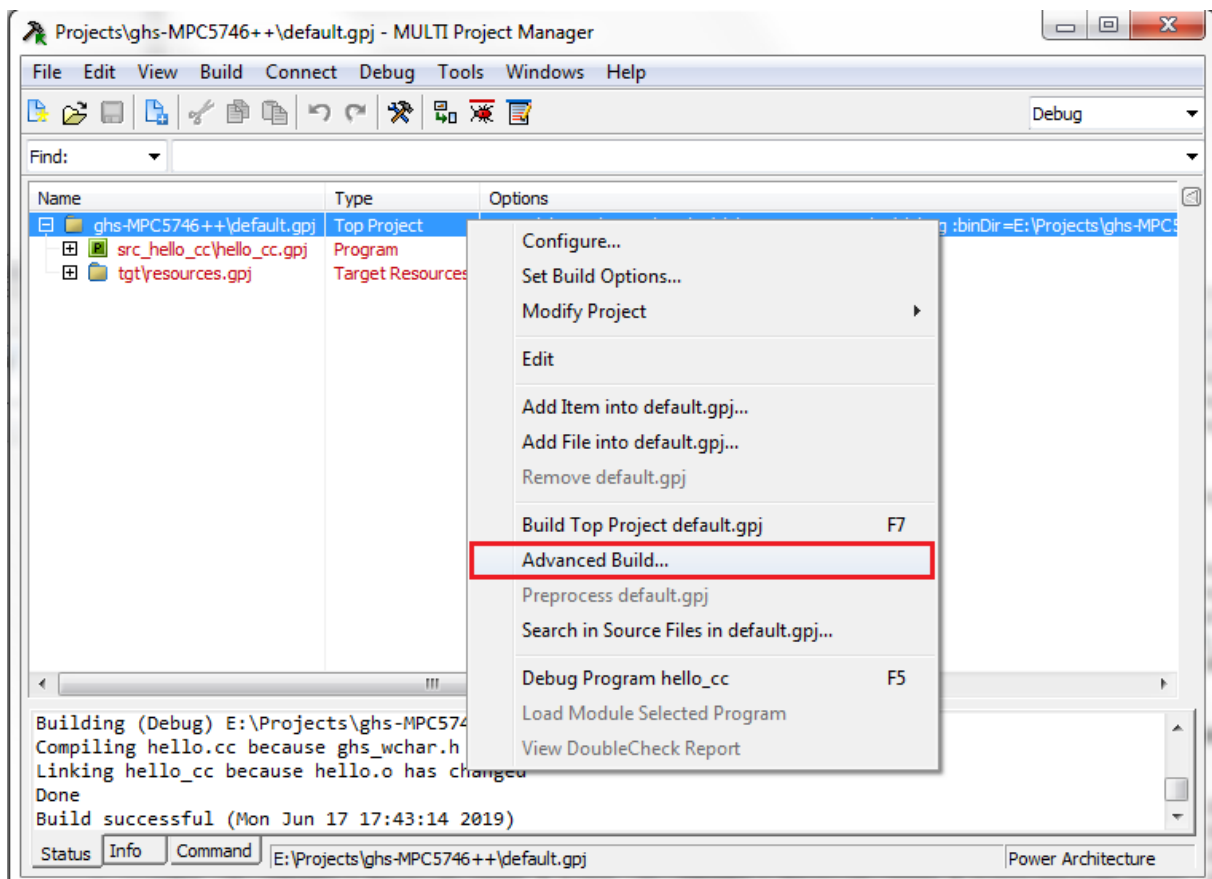 Projects\ghs-MPC5746++\default.gpj - MULTI Project Manager
File Edit View Build Connect Debug Tools Windows Help
Debug
Find:
Name Type Options
ghs-MPC5746++\default.gpj Top Project :binDir=E:\Projects\ghs-MPC5
src_hello_cc\hello_cc.gpj Program
tgt\resources.gpj Target Resources
Configure...
Set Build Options...
Modify Project
Edit
Add Item into default.gpj...
Add File into default.gpj...
Remove default.gpj
Build Top Project default.gpj F7
Advanced Build...
Preprocess default.gpj
Search in Source Files in default.gpj...
Debug Program hello_cc F5
Load Module Selected Program
View DoubleCheck Report
Building (Debug) E:\Projects\ghs-MPC574
Compiling hello.cc because ghs_wchar.h
Linking hello_cc because hello.o has changed
Done
Build successful (Mon Jun 17 17:43:14 2019)
Status Info Command E:\Projects\ghs-MPC5746++\default.gpj Power Architecture